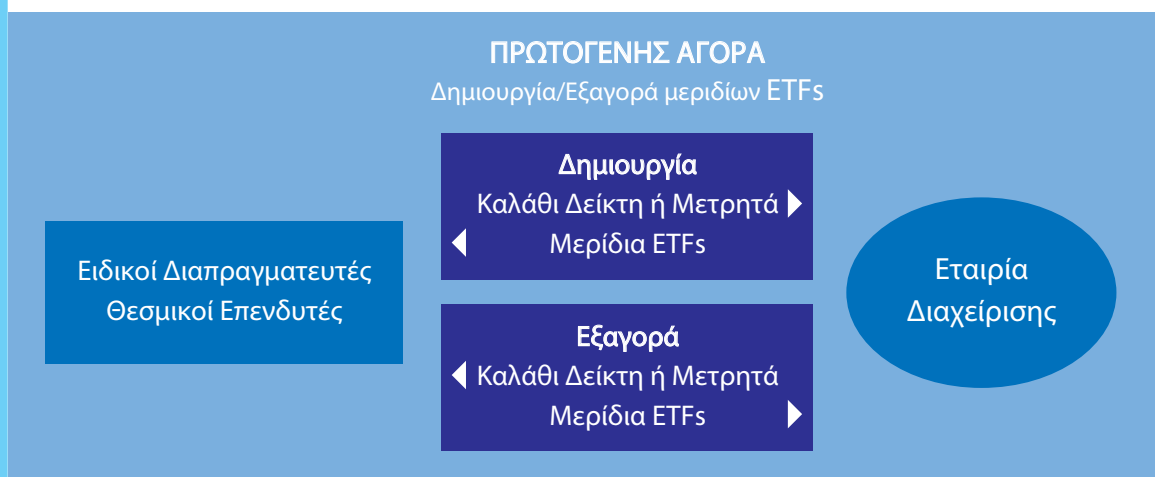 ΠΡΩΤΟΓΕΝΗΣ ΑΓΟΡΑ
Δημιουργία/Εξαγορά μεριδίων ETFs
Ειδικοί Διαπραγματευτές
Θεσμικοί Επενδυτές
Δημιουργία
Καλάθι Δείκτη ή Μετρητά
Μερίδια ETFs
Εξαγορά
Καλάθι Δείκτη ή Μετρητά
Μερίδια ETFs
Εταιρία
Διαχείρισης